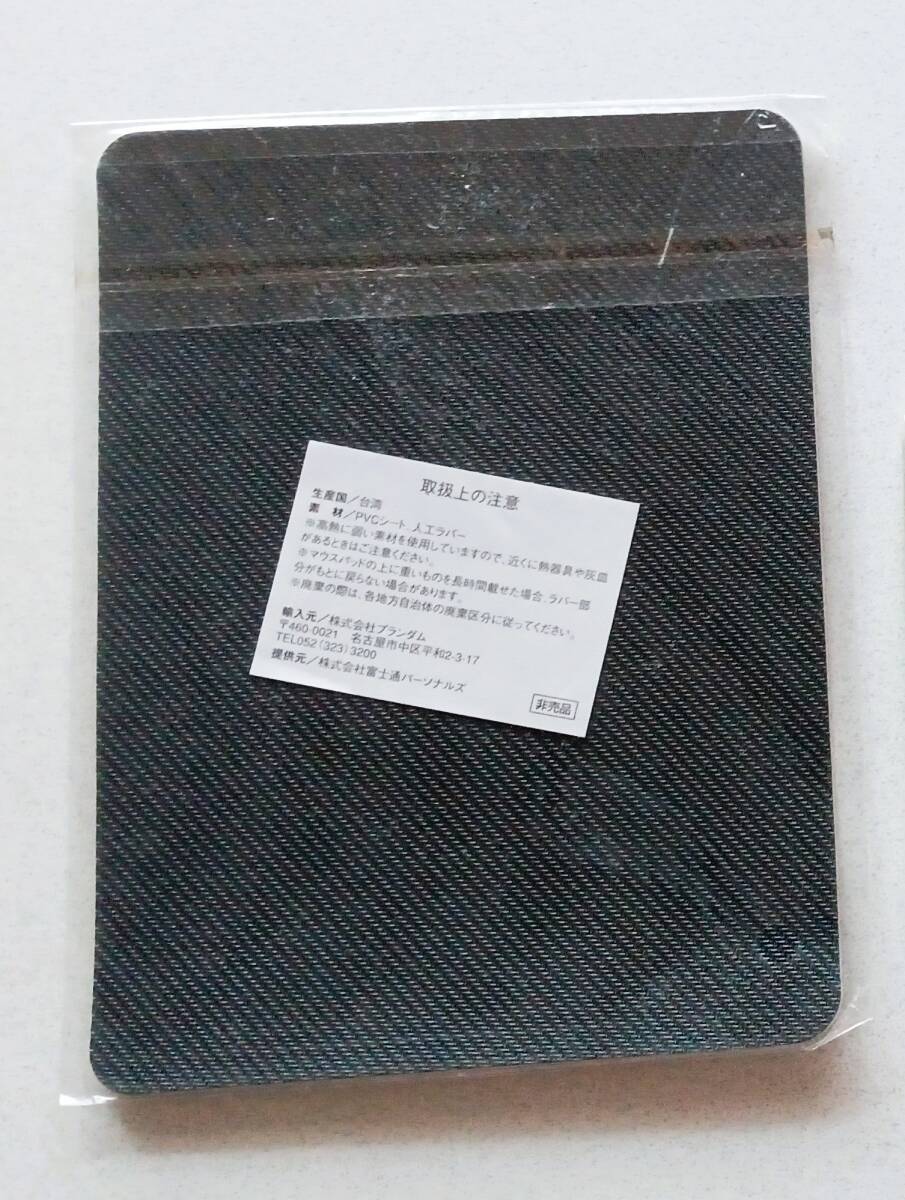 取扱上の注意
生産国／台湾
素　材／PVCシート 人工ラバー
※高熱に弱い素材を使用していますので、近くに熱器具や灰皿
があるときはご注意ください。
※マウスパッドの上に重いものを長時間載せた場合、ラバー部
分がもとに戻らない場合があります。
※廃棄の際は、各地方自治体の廃棄区分に従ってください。
輸入元／株式会社ブランダム
〒460-0021　名古屋市中区平和2-3-17
TEL052(323)3200
提供元／株式会社富士通パーソナルズ
非売品